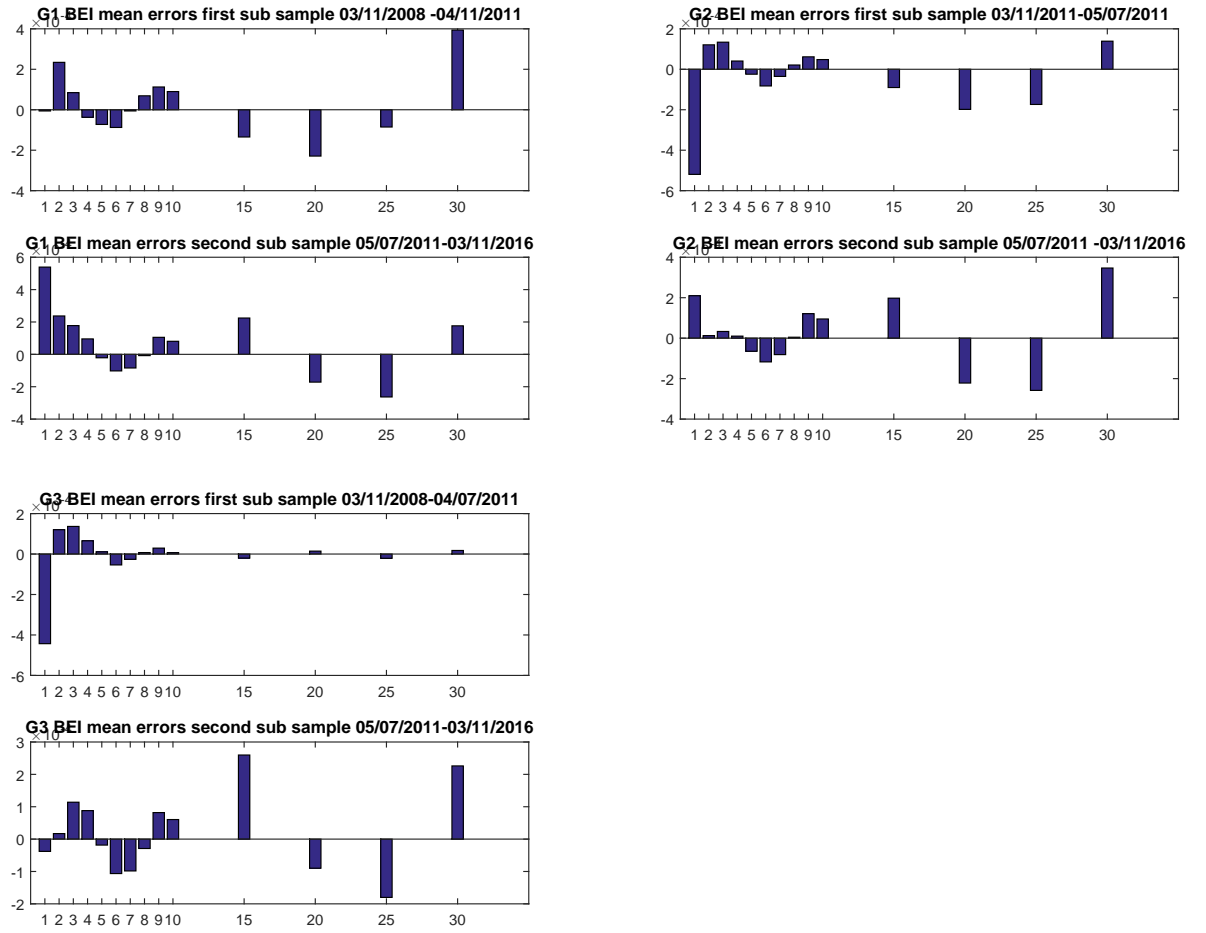 G1 BEI mean errors first sub sample 03/11/2008 -04/11/2011
4
2
0
-2
-4
1 2 3 4 5 6 7 8 9 10 15 20 25 30
G2 BEI mean errors first sub sample 03/11/2011-05/07/2011
2
0
-2
-4
-6
1 2 3 4 5 6 7 8 9 10 15 20 25 30
G1 BEI mean errors second sub sample 05/07/2011-03/11/2016
6
4
2
0
-2
-4
1 2 3 4 5 6 7 8 9 10 15 20 25 30
G2 BEI mean errors second sub sample 05/07/2011 -03/11/2016
4
2
0
-2
-4
1 2 3 4 5 6 7 8 9 10 15 20 25 30
G3 BEI mean errors first sub sample 03/11/2008-04/07/2011
2
0
-2
-4
-6
1 2 3 4 5 6 7 8 9 10 15 20 25 30
G3 BEI mean errors second sub sample 05/07/2011-03/11/2016
3
2
1
0
-1
-2
1 2 3 4 5 6 7 8 9 10 15 20 25 30